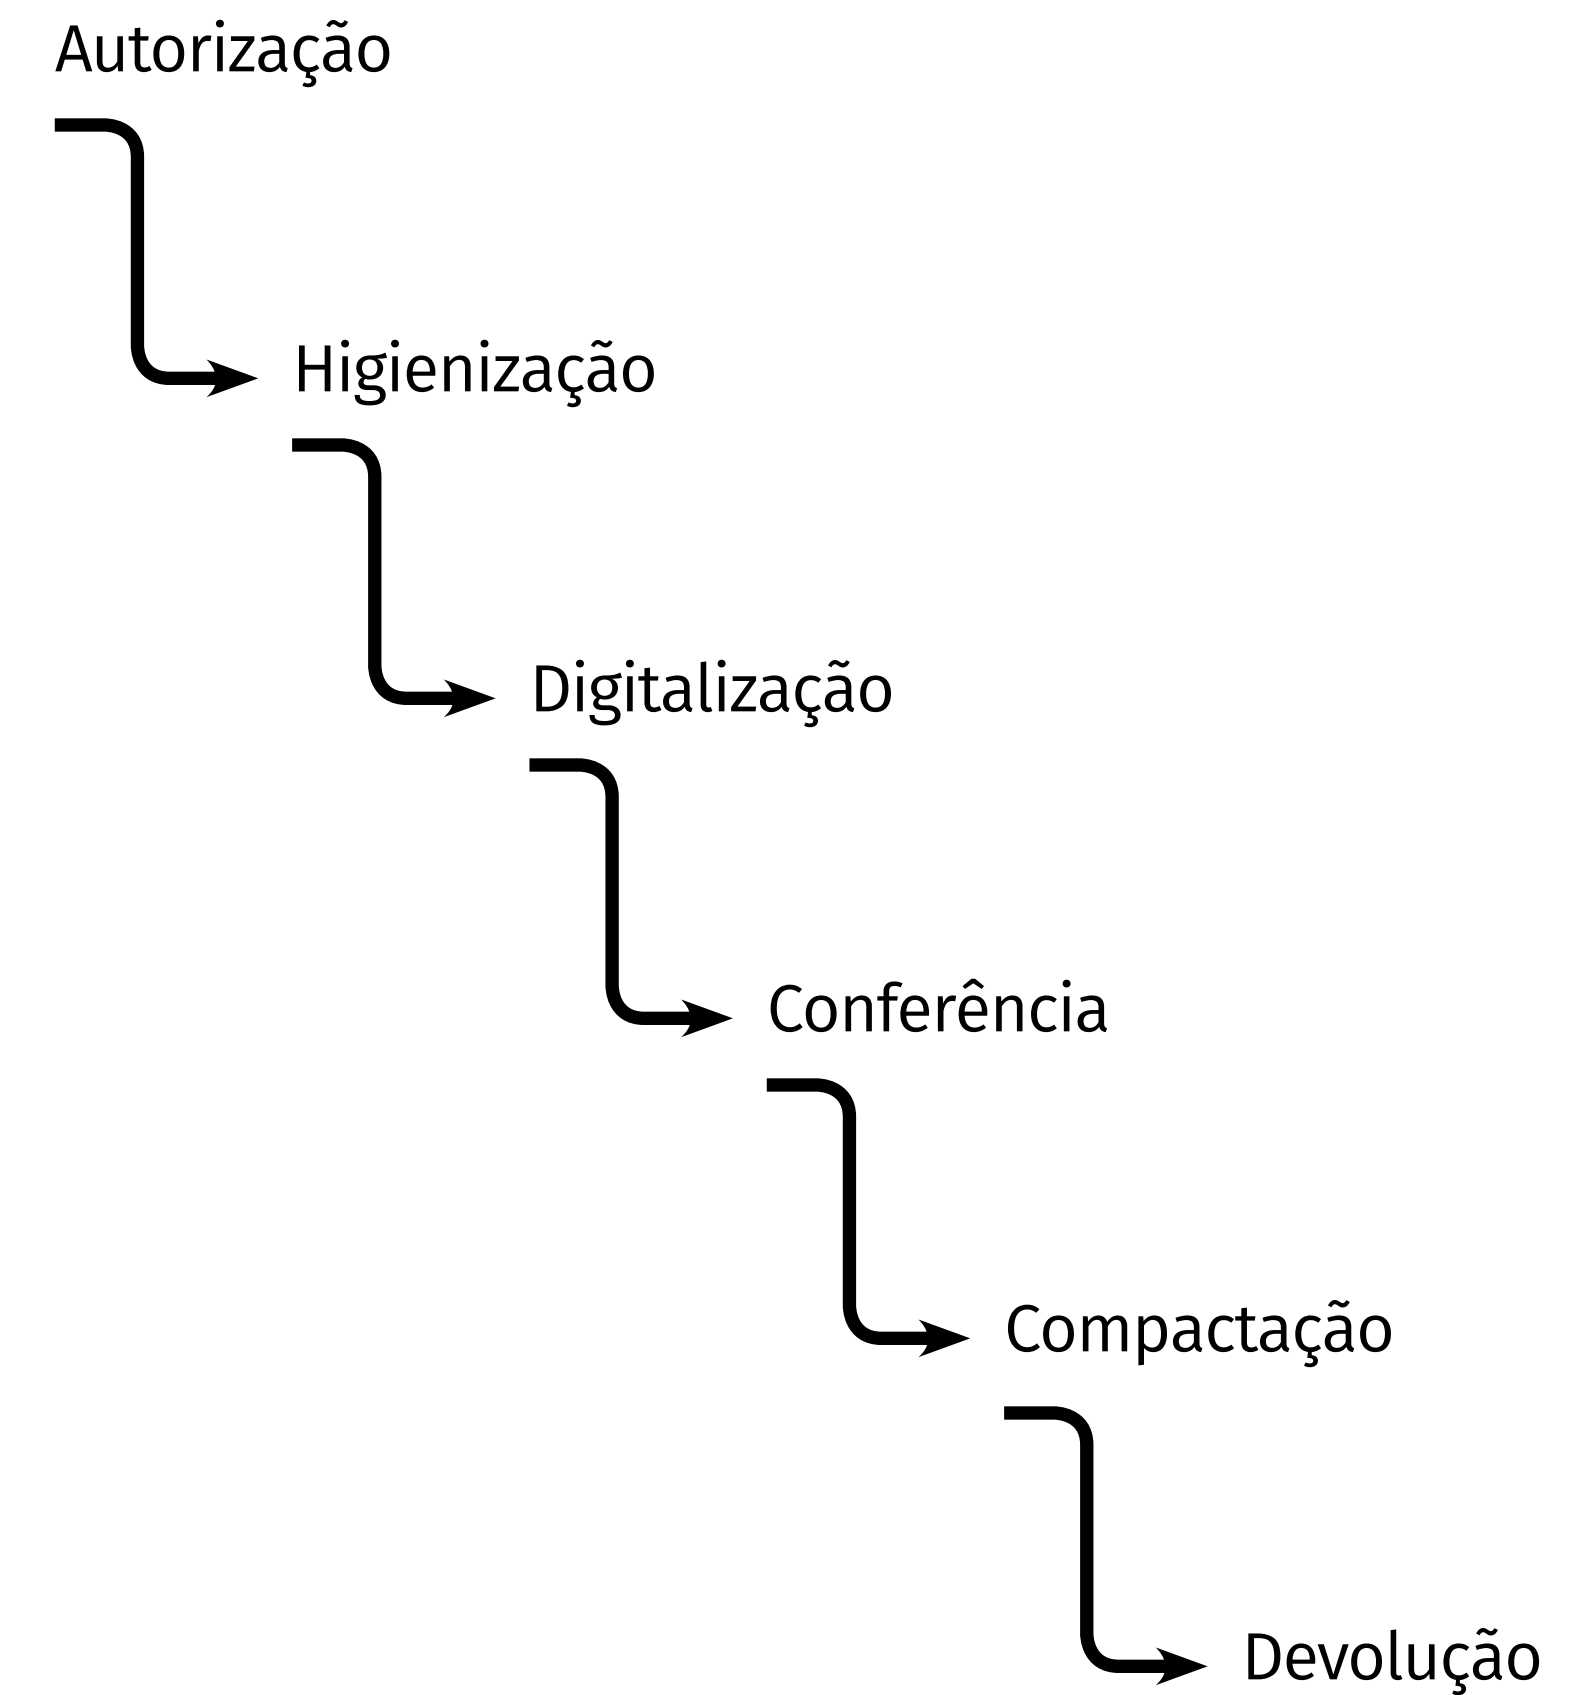 Autorização
Higienização
Digitalização
Conferência
Compactação
Devolução